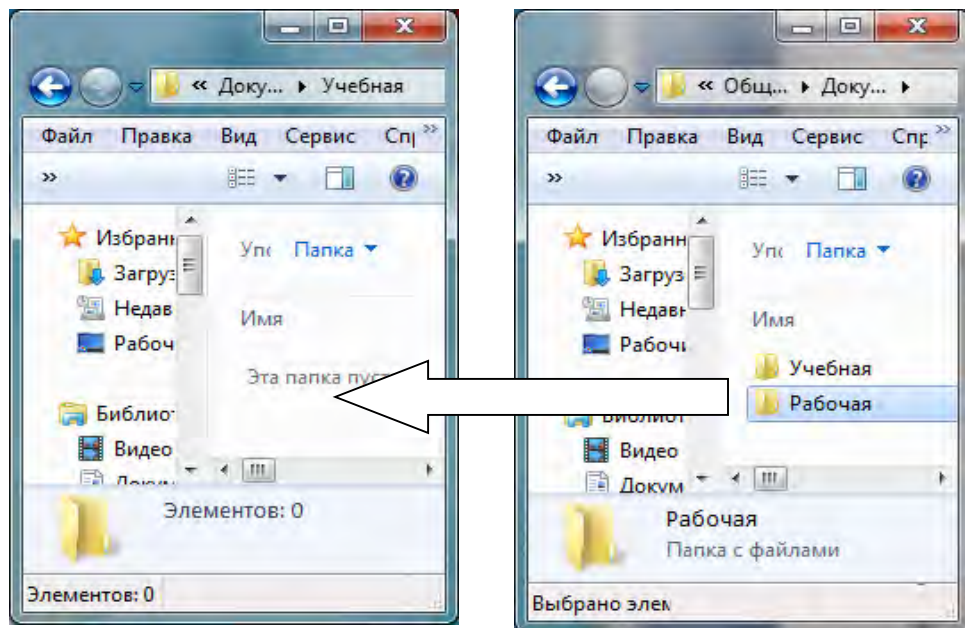 « Доку... ▸ Учебная
Файл Правка Вид Сервис Спр »
»
Избранн
Загруз
Недав
Рабоч
Библиот
Видео
Упо Папка
Имя
Эта папка пуст
Элементов: 0
Элементов: 0
« Общ... ▸ Доку... ▸
Файл Правка Вид Сервис Спр »
»
Избранн
Загруз
Недавн
Рабочи
Библиот
Видео
Докум
Упо Папка
Имя
Учебная
Рабочая
Рабочая
Папка с файлами
Выбрано элем